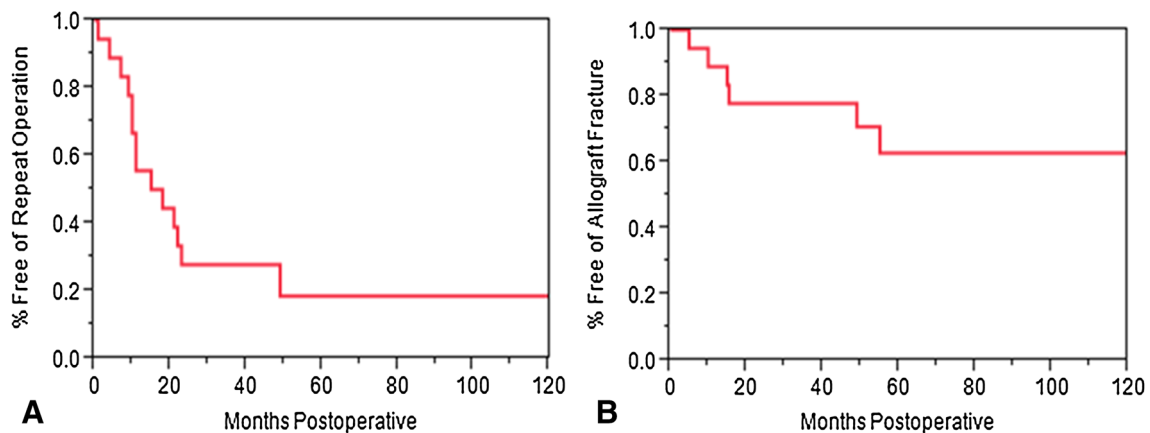 % Free of Repeat Operation
1.0
0.8
0.6
0.4
0.2
0.0
0 20 40 60 80 100 120
Months Postoperative
A
% Free of Allograft Fracture
1.0
0.8
0.6
0.4
0.2
0.0
0 20 40 60 80 100 120
Months Postoperative
B